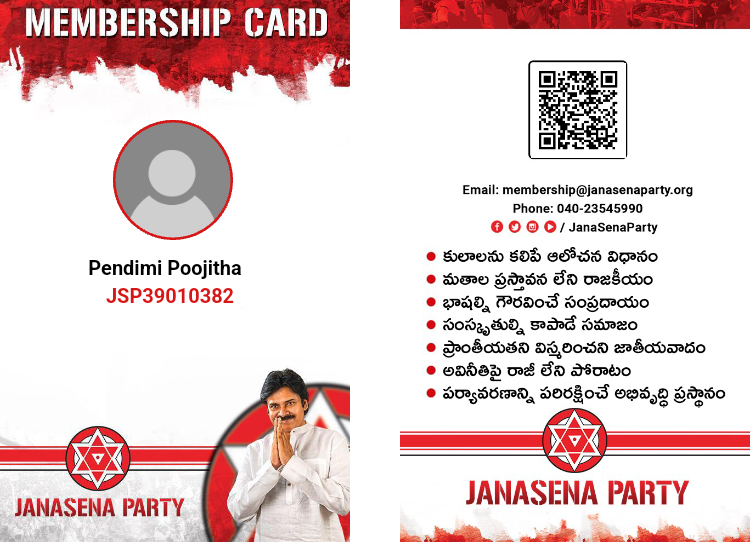 MEMBERSHIP CARD
Pendimi Poojitha
JSP39010382
JANASENA PARTY
Email: membership@janasenaparty.org
Phone: 040-23545990
/ JanaSenaParty
కులాలను కలిపే ఆలోచన విధానం
మతాల ప్రస్తావన లేని రాజకీయం
భాషల్ని గౌరవించే సంప్రదాయం
సంస్కృతుల్ని కాపాడే సమాజం
ప్రాంతీయతని విస్మరించని జాతీయవాదం
అవినీతిపై రాజీ లేని పోరాటం
పర్యావరణాన్ని పరిరక్షించే అభివృద్ధి ప్రస్థానం
JANASENA PARTY